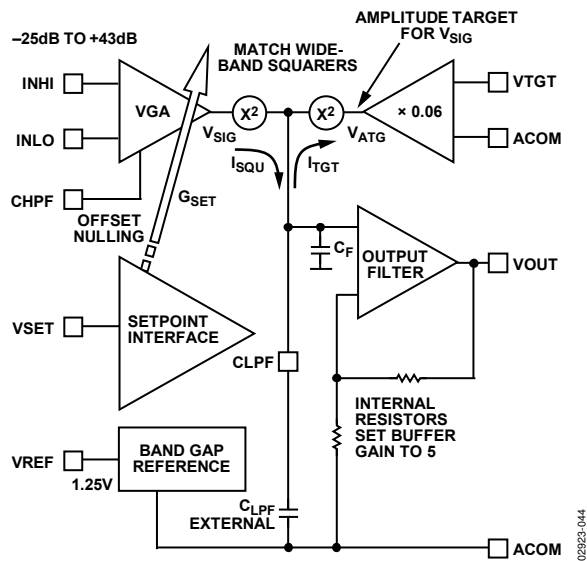 –25dB TO +43dB
AMPLITUDE TARGET
FOR VSIG
MATCH WIDE-
BAND SQUARERS
INHI
VGA
X2
X2
× 0.06
VTGT
INLO
VSIG
VATG
ACOM
ISQU
ITGT
CHPF
GSET
OFFSET
NULLING
CF
OUTPUT
FILTER
VOUT
VSET
SETPOINT
INTERFACE
CLPF
INTERNAL
RESISTORS
SET BUFFER
GAIN TO 5
VREF
1.25V
BAND GAP
REFERENCE
CLPF
EXTERNAL
ACOM
02923-044